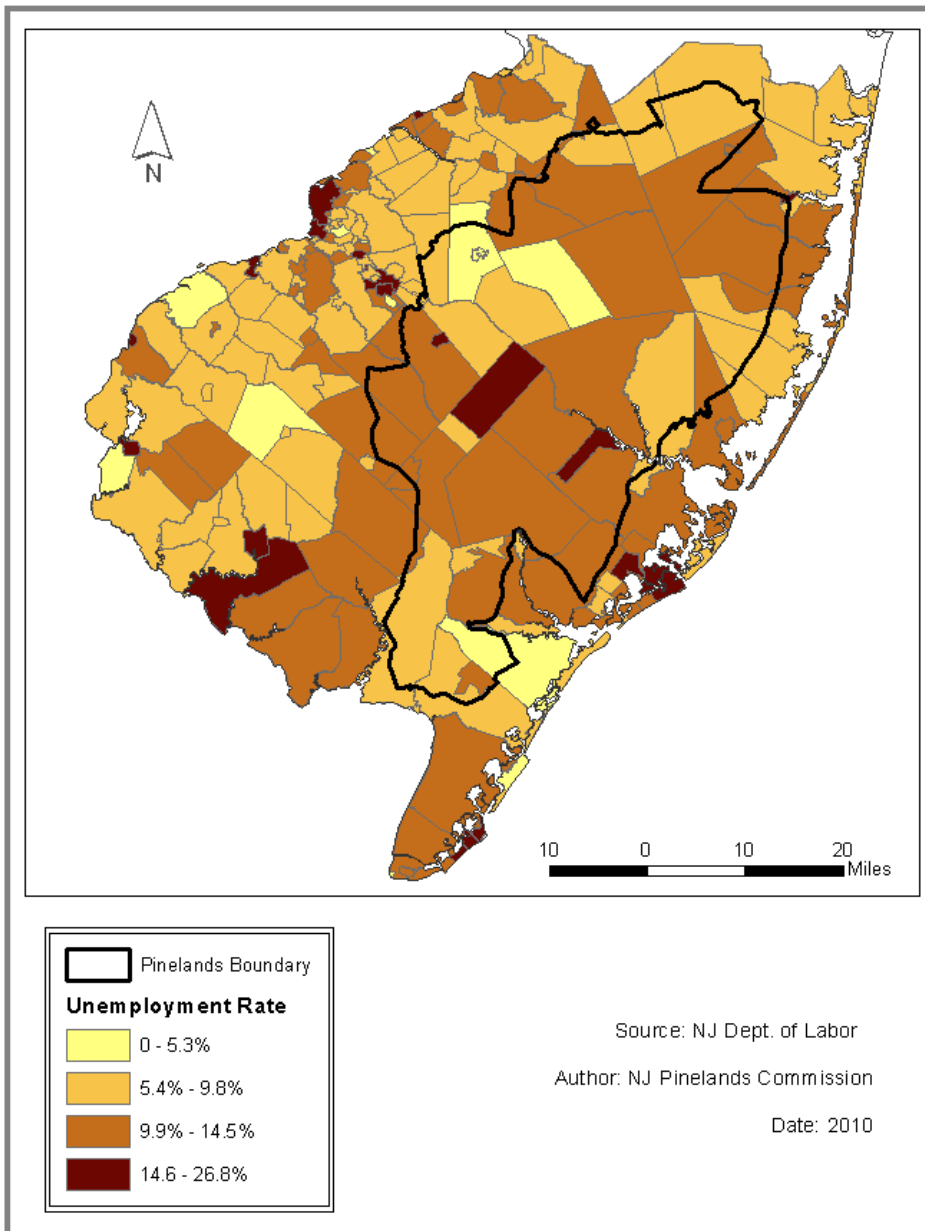 N
10 0 10 20
Miles
Pinelands Boundary
Unemployment Rate
0 - 5.3%
5.4% - 9.8%
9.9% - 14.5%
14.6 - 26.8%
Source: NJ Dept. of Labor
Author: NJ Pinelands Commission
Date: 2010